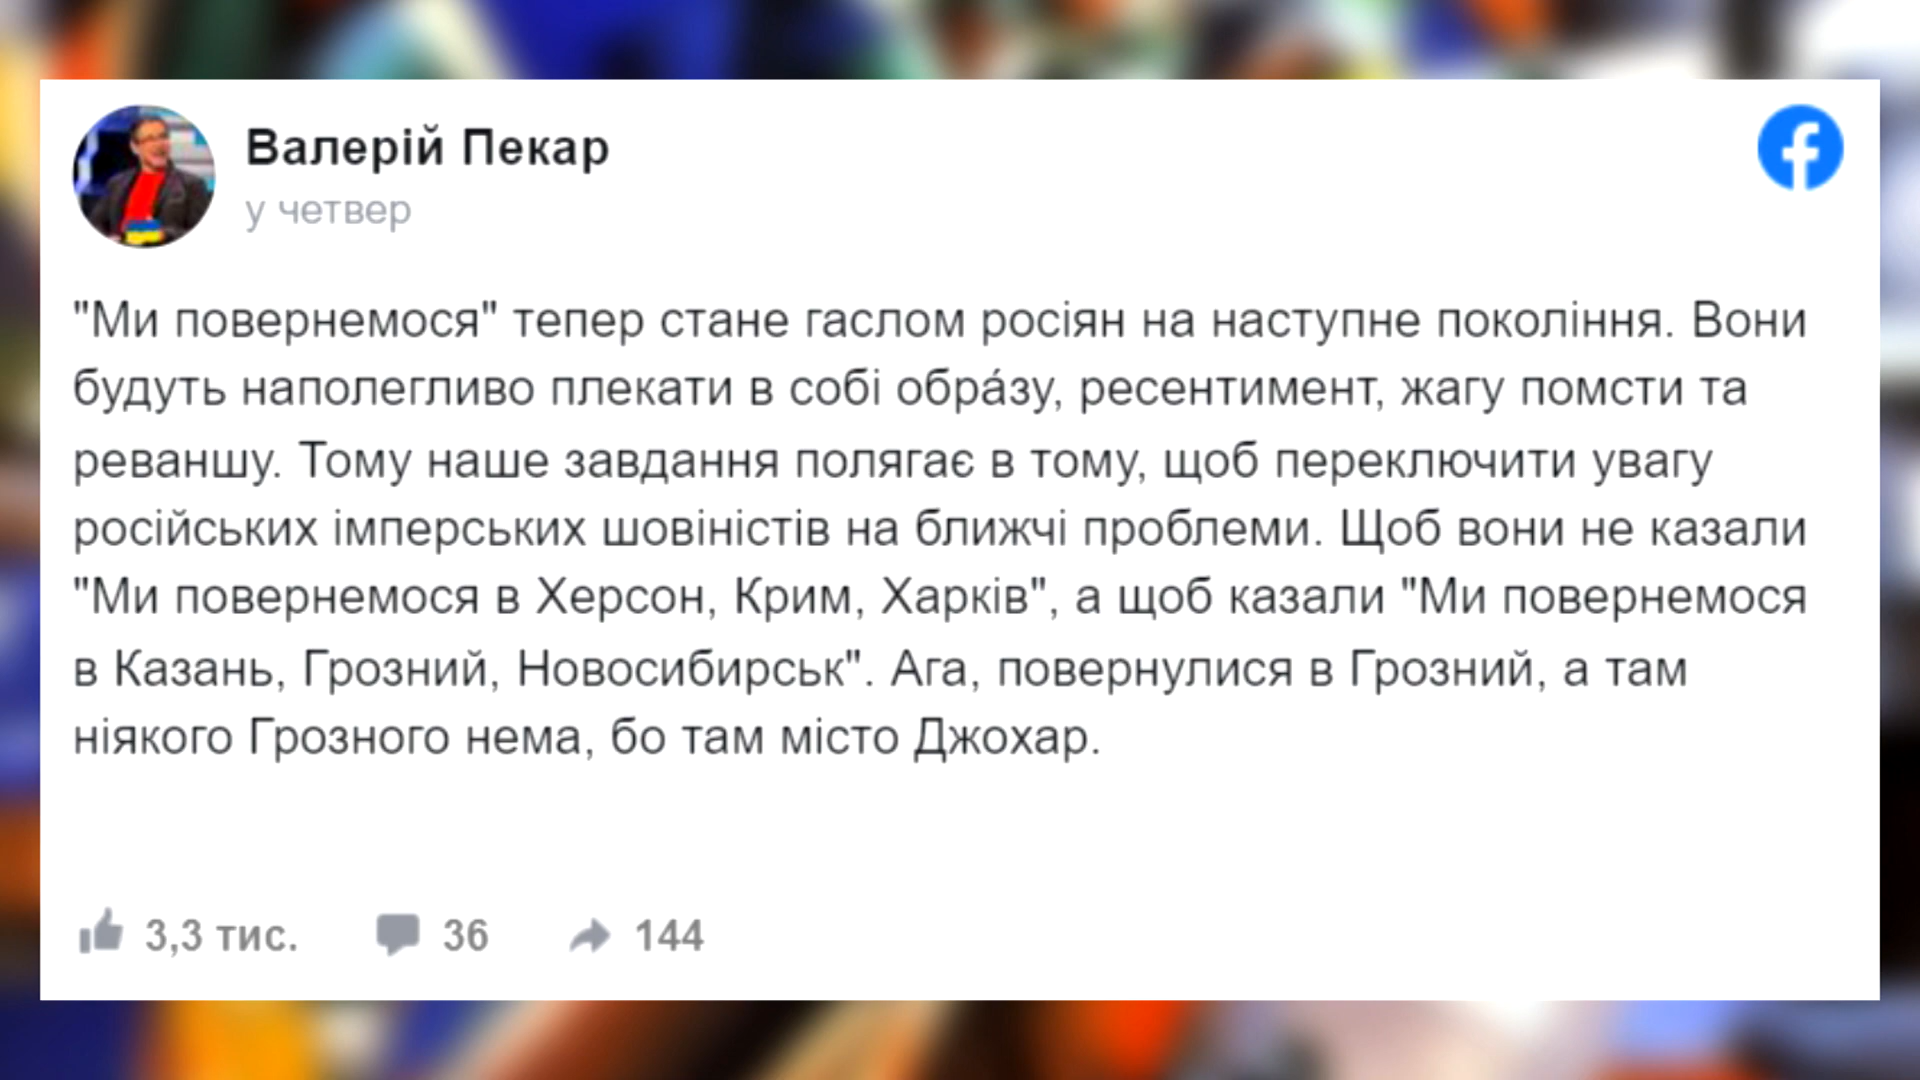 Валерій Пекар
у четвер
"Ми повернемося" тепер стане гаслом росіян на наступне покоління. Вони
будуть наполегливо плекати в собі обра́зу, ресентимент, жагу помсти та
реваншу. Тому наше завдання полягає в тому, щоб переключити увагу
російських імперських шовіністів на ближчі проблеми. Щоб вони не казали
"Ми повернемося в Херсон, Крим, Харків", а щоб казали "Ми повернемося
в Казань, Грозний, Новосибирськ". Ага, повернулися в Грозний, а там
ніякого Грозного нема, бо там місто Джохар.
3,3 тис. 36 144